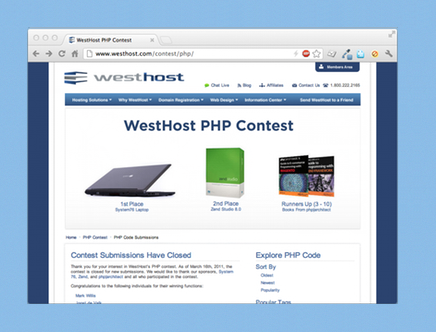 WestHost PHP Contest
www.westhost.com/contest/php/
Members Area
westhost
Chat Live Blog Affiliates Contact Us 1.800.222.2165
Hosting Solutions Why WestHost Domain Registration Web Design Information Center Send WestHost to a Friend
WestHost PHP Contest
1st Place
System76 Laptop
2nd Place
Zend Studio 8.0
Runners Up (3 - 10)
Books From php|architect
Home PHP Contest PHP Code Submissions
Contest Submissions Have Closed
Thank you for your interest in WestHost's PHP contest. As of March 16th, 2011, the
contest is closed for new submissions. We would like to thank our sponsors, System
76, Zend, and php|architect and all who participated in the contest.
Congratulations to the following individuals for their winning functions:
Mark Willis
Explore PHP Code
Sort By
Oldest
Newest
Popularity
Popular Tags